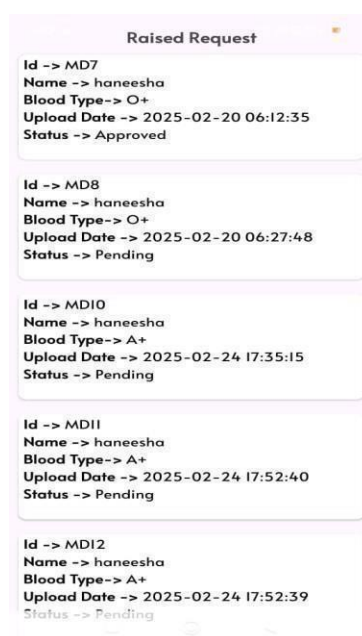 Raised Request
Id -> MD7
Name -> haneesha
Blood Type-> O+
Upload Date -> 2025-02-20 06:12:35
Status -> Approved
Id -> MD8
Name -> haneesha
Blood Type-> O+
Upload Date -> 2025-02-20 06:27:48
Status -> Pending
Id -> MD10
Name -> haneesha
Blood Type-> A+
Upload Date -> 2025-02-24 17:35:15
Status -> Pending
Id -> MD11
Name -> haneesha
Blood Type-> A+
Upload Date -> 2025-02-24 17:52:40
Status -> Pending
Id -> MD12
Name -> haneesha
Blood Type-> A+
Upload Date -> 2025-02-24 17:52:39
Status -> Pending